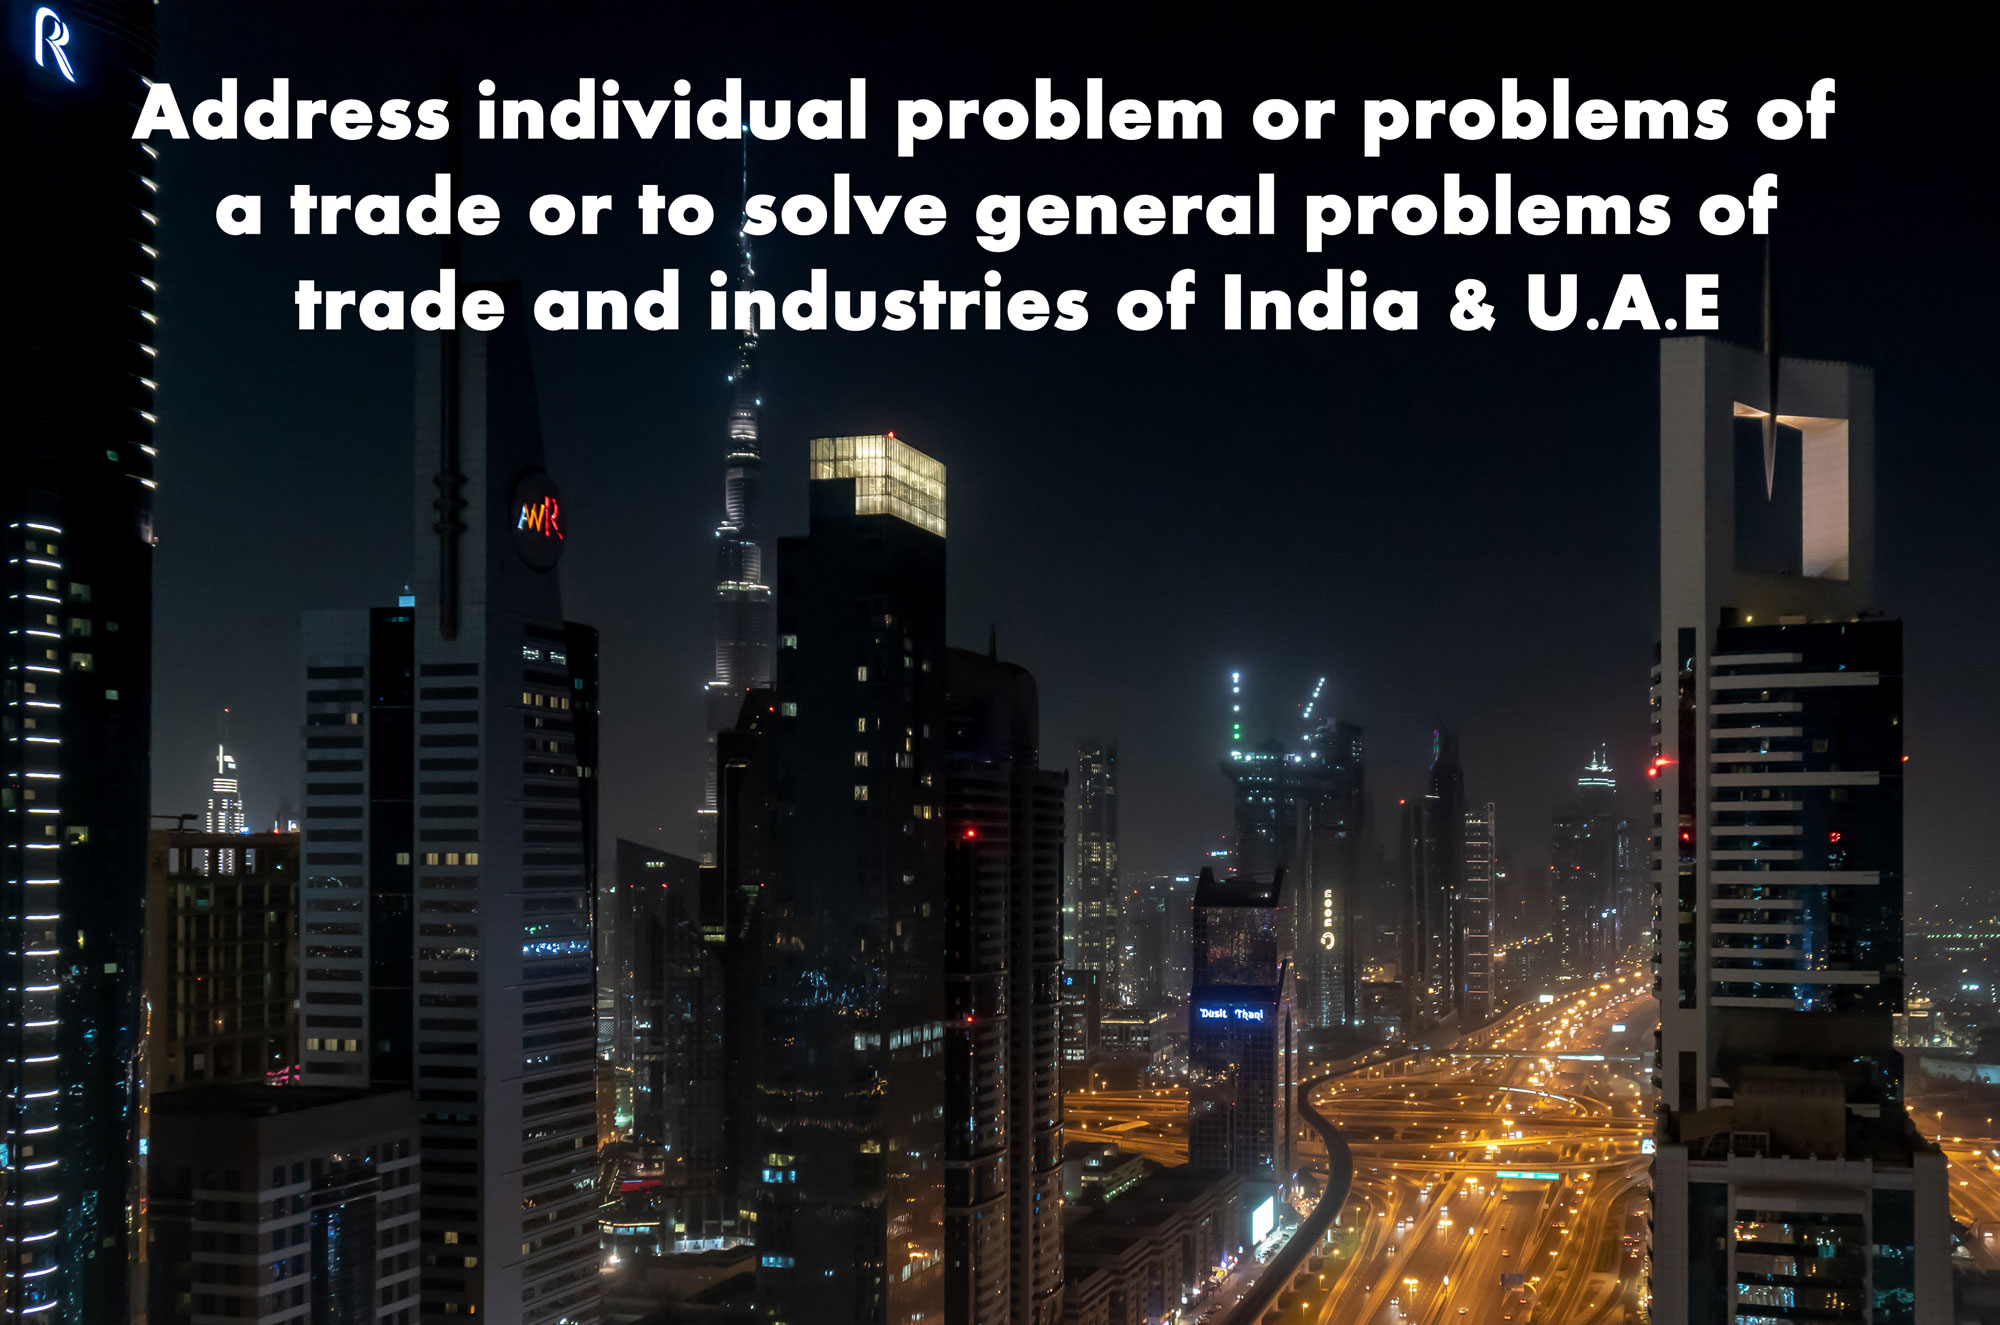 R
Address individual problem or problems of
a trade or to solve general problems of
trade and industries of India & U.A.E
AWR
Dusit Thani